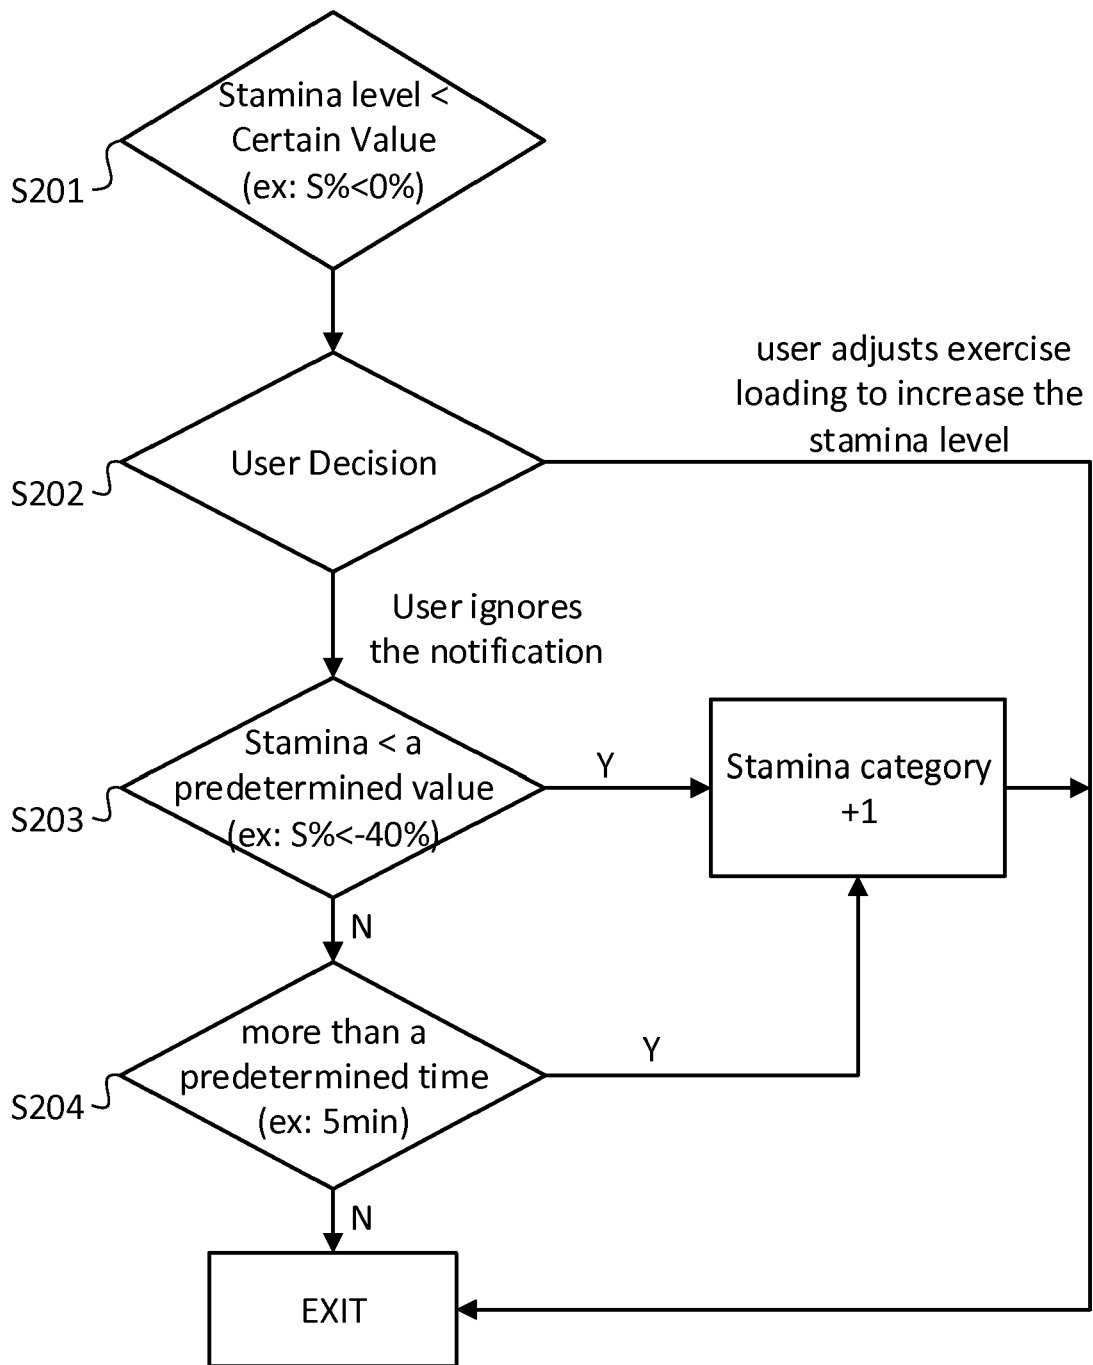 Stamina level <
Certain Value
(ex: S%<0%)
S201
user adjusts exercise
loading to increase the
stamina level
User Decision
S202
User ignores
the notification
Stamina < a
predetermined value
(ex: S%<-40%)
S203
Y
Stamina category
+1
N
more than a
predetermined time
(ex: 5min)
S204
Y
N
EXIT